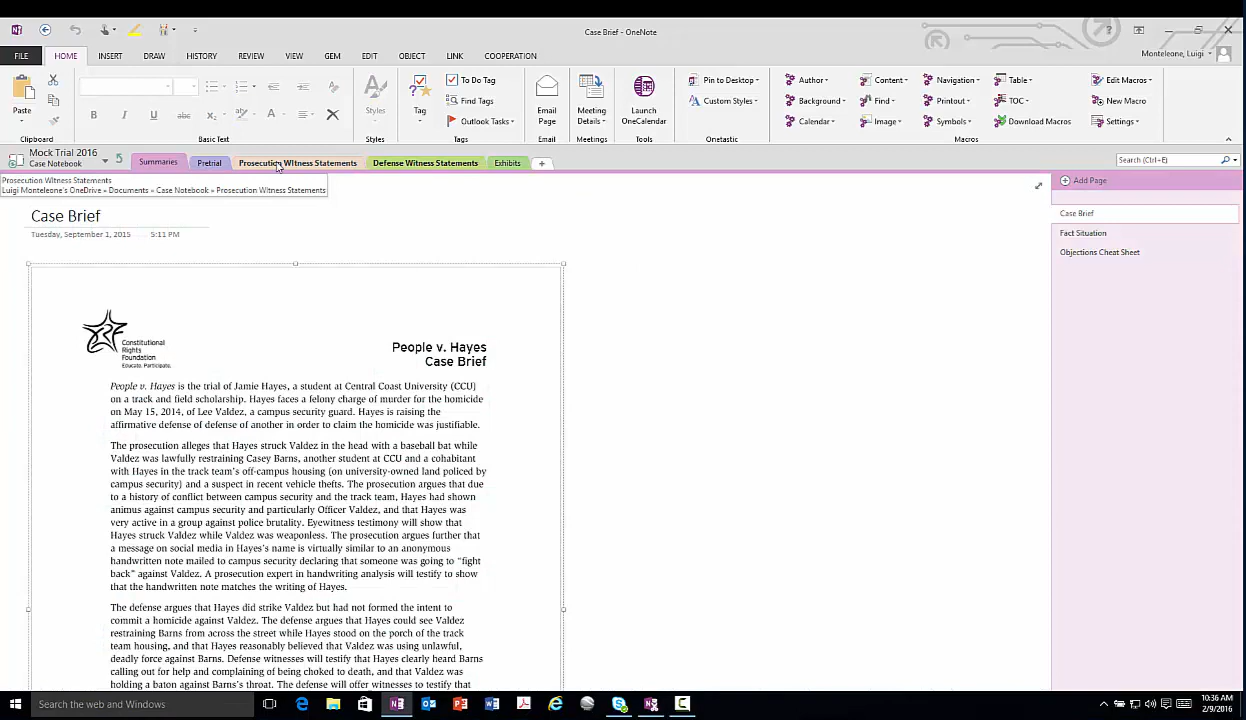 Case Brief - OneNote
FILE HOME INSERT DRAW HISTORY REVIEW VIEW GEM EDIT OBJECT LINK COOPERATION
Monteleone, Luigi
Paste
Clipboard
Basic Text
Styles
Styles
Tag
To Do Tag
Find Tags
Outlook Tasks
Tags
Email
Page
Email
Meeting
Details
Meetings
Launch
OneCalendar
Tools
Pin to Desktop
Custom Styles
Onetastic
Author Content Navigation Table Edit Macros
Background Find Printout TOC New Macro
Calendar Image Symbols Download Macros Settings
Macros
Mock Trial 2016
Case Notebook
Summaries Pretrial Prosecution Witness Statements Defense Witness Statements Exhibits
Search (Ctrl+E)
Prosecution Witness Statements
Luigi Monteleone's OneDrive » Documents » Case Notebook » Prosecution Witness Statements
Add Page
Case Brief
Fact Situation
Objections Cheat Sheet
Case Brief
Tuesday, September 1, 2015 5:11 PM
Constitutional
Rights
Foundation
Educate. Participate.
People v. Hayes
Case Brief
People v. Hayes is the trial of Jamie Hayes, a student at Central Coast University (CCU)
on a track and field scholarship. Hayes faces a felony charge of murder for the homicide
on May 15, 2014, of Lee Valdez, a campus security guard. Hayes is raising the
affirmative defense of defense of another in order to claim the homicide was justifiable.
The prosecution alleges that Hayes struck Valdez in the head with a baseball bat while
Valdez was lawfully restraining Casey Barns, another student at CCU and a cohabitant
with Hayes in the track team's off-campus housing (on university-owned land policed by
campus security) and a suspect in recent vehicle thefts. The prosecution argues that due
to a history of conflict between campus security and the track team, Hayes had shown
animus against campus security and particularly Officer Valdez, and that Hayes was
very active in a group against police brutality. Eyewitness testimony will show that
Hayes struck Valdez while Valdez was weaponless. The prosecution argues further that
a message on social media in Hayes's name is virtually similar to an anonymous
handwritten note mailed to campus security declaring that someone was going to “fight
back” against Valdez. A prosecution expert in handwriting analysis will testify to show
that the handwritten note matches the writing of Hayes.
The defense argues that Hayes did strike Valdez but had not formed the intent to
commit a homicide against Valdez. The defense argues that Hayes could see Valdez
restraining Barns from across the street while Hayes stood on the porch of the track
team housing, and that Hayes reasonably believed that Valdez was using unlawful,
deadly force against Barns. Defense witnesses will testify that Hayes clearly heard Barns
calling out for help and complaining of being choked to death, and that Valdez was
holding a baton against Barns's throat. The defense will offer witnesses to testify that
Search the web and Windows
10:36 AM
2/9/2016